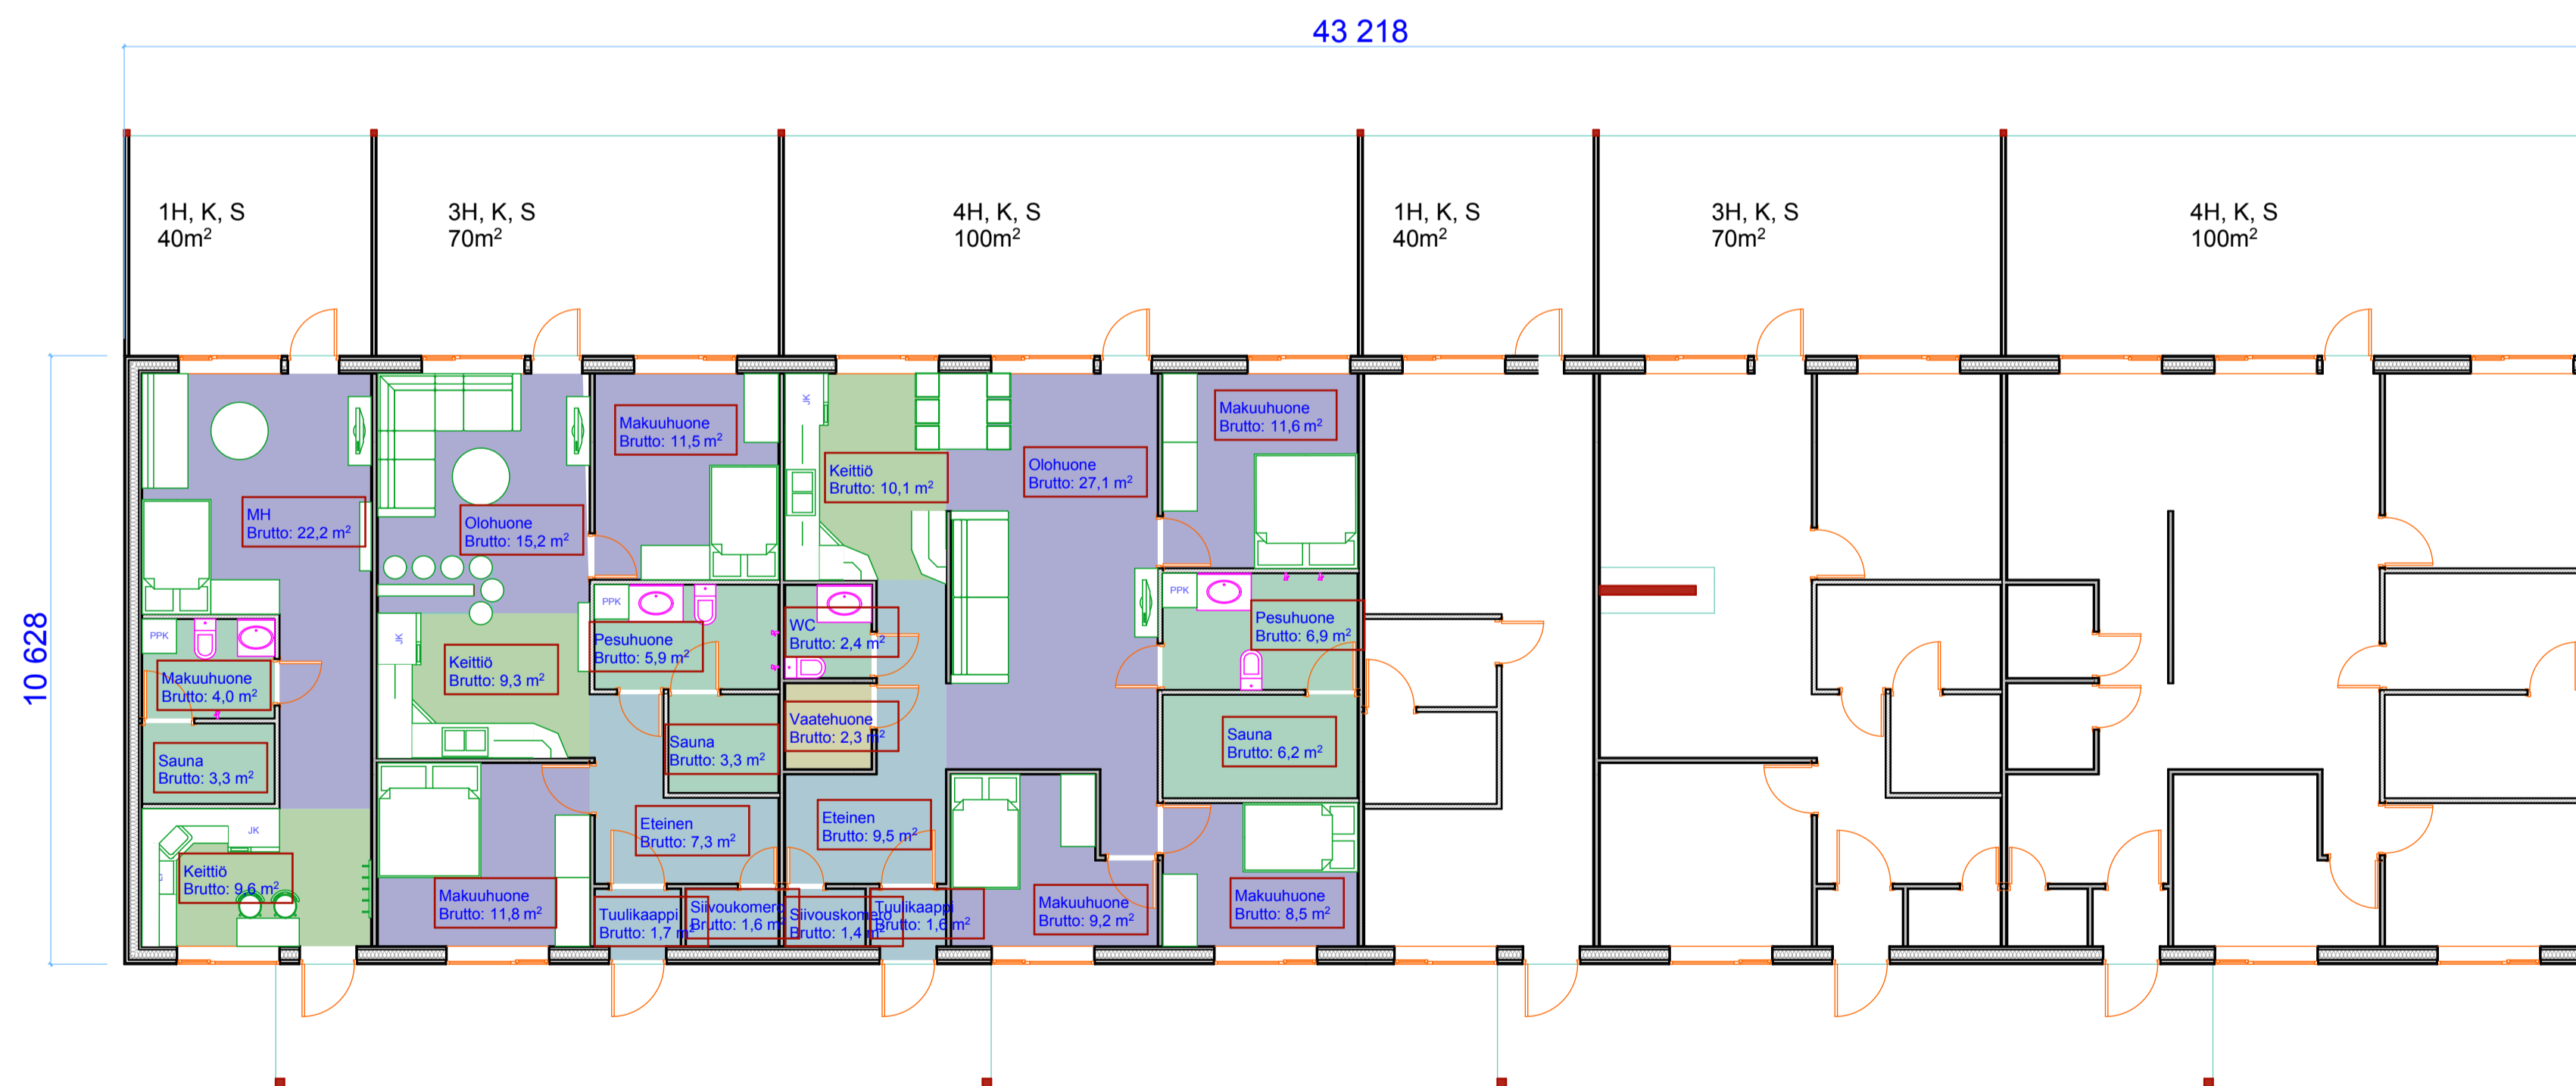 43 218
1H, K, S
40m²
3H, K, S
70m²
4H, K, S
100m²
1H, K, S
40m²
3H, K, S
70m²
4H, K, S
100m²
10 628
MH
Brutto: 22,2 m²
PPK
Makuuhuone
Brutto: 4,0 m²
Sauna
Brutto: 3,3 m²
JK
Keittiö
Brutto: 9,6 m²
Olohuone
Brutto: 15,2 m²
Makuuhuone
Brutto: 11,5 m²
JK
Keittiö
Brutto: 9,3 m²
PPK
Pesuhuone
Brutto: 5,9 m²
Sauna
Brutto: 3,3 m²
Eteinen
Brutto: 7,3 m²
Makuuhuone
Brutto: 11,8 m²
Tuulikaappi
Brutto: 1,7 m²
Siivoukomero
Brutto: 1,6 m²
JK
Keittiö
Brutto: 10,1 m²
Olohuone
Brutto: 27,1 m²
Makuuhuone
Brutto: 11,6 m²
WC
Brutto: 2,4 m²
PPK
Pesuhuone
Brutto: 6,9 m²
Vaatehuone
Brutto: 2,3 m²
Sauna
Brutto: 6,2 m²
Eteinen
Brutto: 9,5 m²
Siivouskomero
Brutto: 1,4 m²
Tuulikaappi
Brutto: 1,6 m²
Makuuhuone
Brutto: 9,2 m²
Makuuhuone
Brutto: 8,5 m²